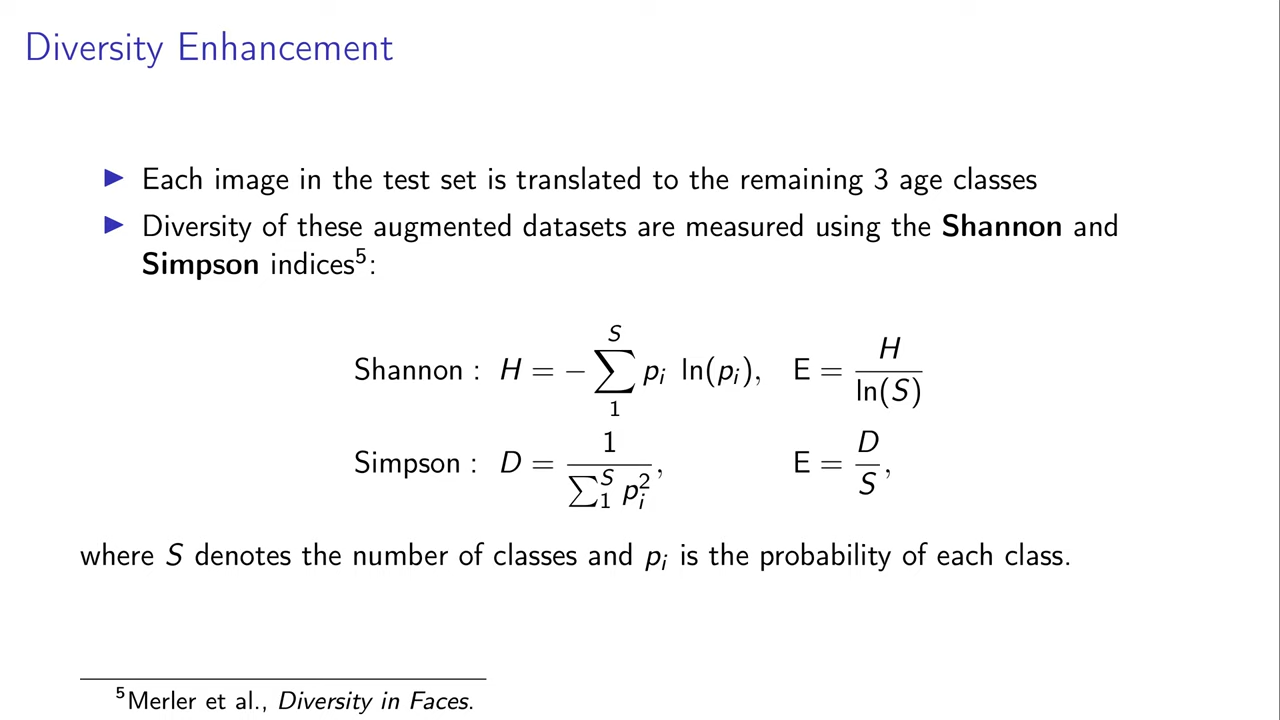 Diversity Enhancement
▶ Each image in the test set is translated to the remaining 3 age classes
▶ Diversity of these augmented datasets are measured using the Shannon and
Simpson indices⁵:
Shannon : H = − ∑₁ˢ pᵢ ln(pᵢ), E = H / ln(S)
Simpson : D = 1 / ∑₁ˢ pᵢ², E = D / S,
where S denotes the number of classes and pᵢ is the probability of each class.
⁵Merler et al., Diversity in Faces.